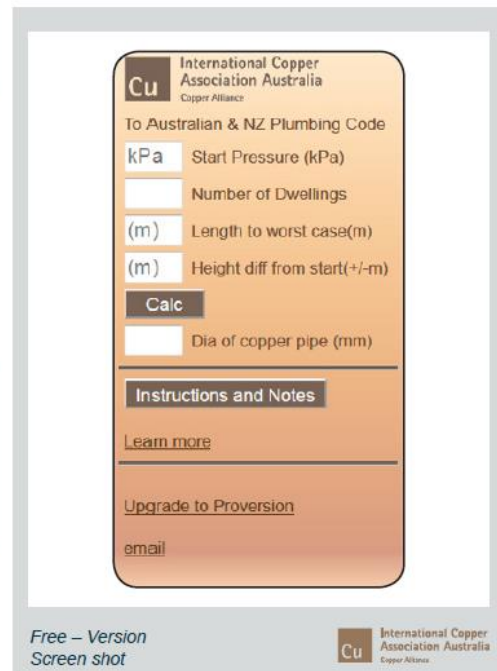 Cu
International Copper
Association Australia
Copper Alliance
To Australian & NZ Plumbing Code
kPa Start Pressure (kPa)
Number of Dwellings
(m) Length to worst case(m)
(m) Height diff from start(+/-m)
Calc
Dia of copper pipe (mm)
Instructions and Notes
Learn more
Upgrade to Proversion
email
Free – Version
Screen shot
Cu
International Copper
Association Australia
Copper Alliance